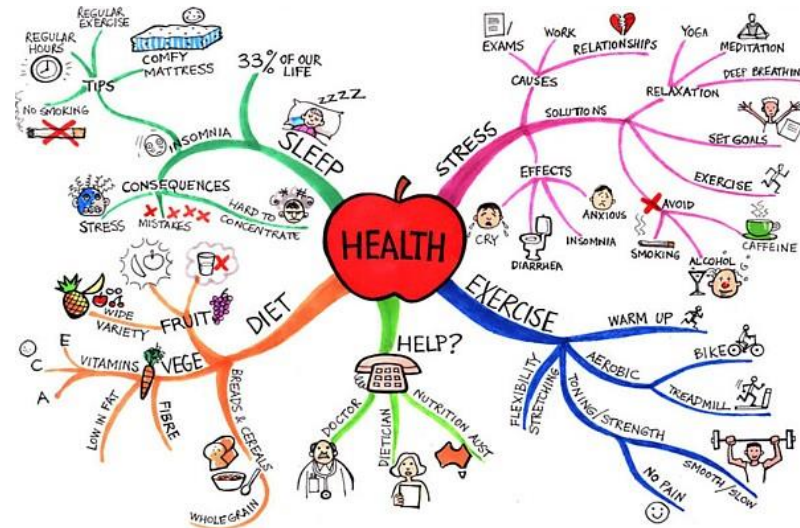 HEALTH
SLEEP
33% OF OUR
LIFE
ZZZZ
INSOMNIA
TIPS
REGULAR
EXERCISE
REGULAR
HOURS
COMFY
MATTRESS
NO SMOKING
CONSEQUENCES
STRESS
MISTAKES
HARD TO
CONCENTRATE
STRESS
CAUSES
EXAMS
WORK
RELATIONSHIPS
EFFECTS
CRY
DIARRHEA
INSOMNIA
ANXIOUS
SOLUTIONS
RELAXATION
YOGA
MEDITATION
DEEP BREATHIN
SET GOALS
EXERCISE
AVOID
SMOKING
ALCOHOL
CAFFEINE
EXERCISE
WARM UP
AEROBIC
BIKE
TREADMILL
TONING/STRENGTH
SMOOTH/SLOW
NO PAIN
FLEXIBILITY
STRETCHING
HELP?
DOCTOR
DIETICIAN
NUTRITION AUST
DIET
FRUIT
WIDE
VARIETY
VEGE
VITAMINS
E
C
A
LOW IN FAT
FIBRE
BREADS & CEREALS
WHOLEGRAIN